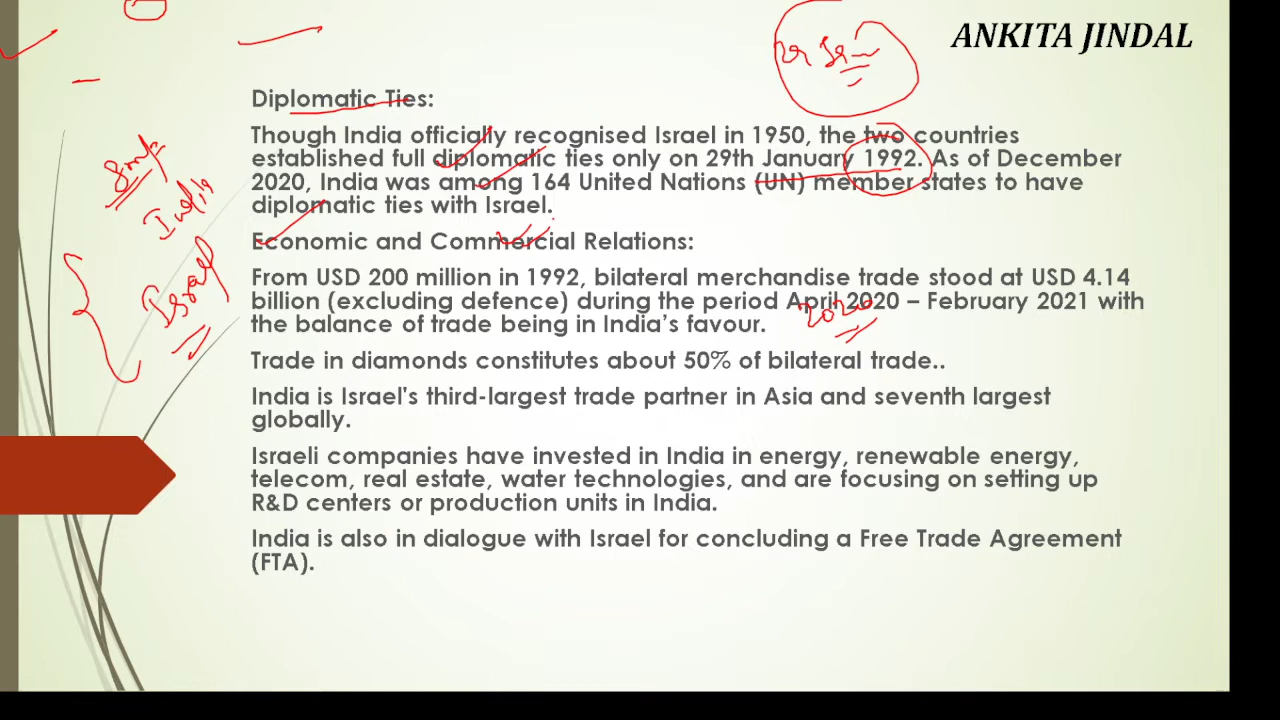 ANKITA JINDAL
29 Jan
Diplomatic Ties:
Though India officially recognised Israel in 1950, the two countries
established full diplomatic ties only on 29th January 1992. As of December
2020, India was among 164 United Nations (UN) member states to have
diplomatic ties with Israel.
India
Israel
Economic and Commercial Relations:
From USD 200 million in 1992, bilateral merchandise trade stood at USD 4.14
billion (excluding defence) during the period April 2020 – February 2021 with
the balance of trade being in India’s favour.
2020
Trade in diamonds constitutes about 50% of bilateral trade..
India is Israel's third-largest trade partner in Asia and seventh largest
globally.
Israeli companies have invested in India in energy, renewable energy,
telecom, real estate, water technologies, and are focusing on setting up
R&D centers or production units in India.
India is also in dialogue with Israel for concluding a Free Trade Agreement
(FTA).